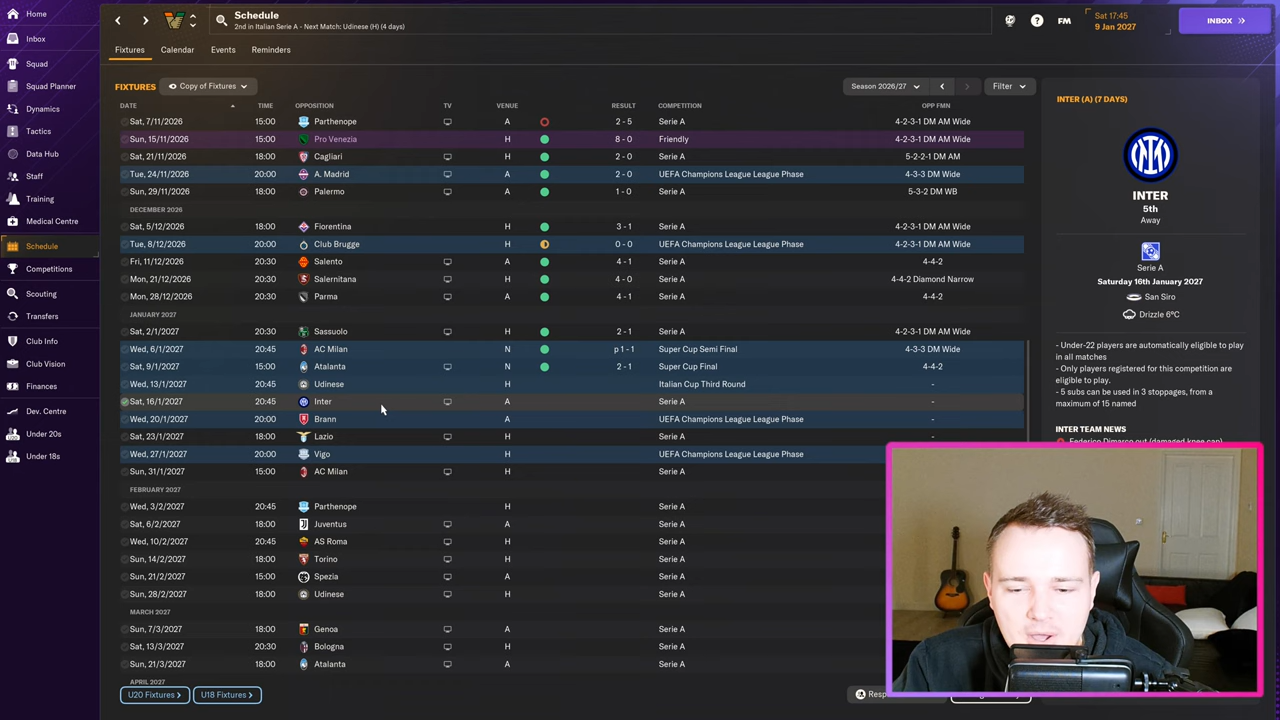 Home
Inbox
Squad
Squad Planner
Dynamics
Tactics
Data Hub
Staff
Training
Medical Centre
Schedule
Competitions
Scouting
Transfers
Club Info
Club Vision
Finances
Dev. Centre
Under 20s
Under 18s
Schedule
2nd in Italian Serie A - Next Match: Udinese (H) (4 days)
FM
Sat 17:45
9 Jan 2027
INBOX
Fixtures Calendar Events Reminders
FIXTURES Copy of Fixtures Season 2026/27 Filter
DATE TIME OPPOSITION TV VENUE RESULT COMPETITION OPP FMN
Sat, 7/11/2026 15:00 Parthenope A 2 - 5 Serie A 4-2-3-1 DM AM Wide
Sun, 15/11/2026 15:00 Pro Venezia H 8 - 0 Friendly 4-2-3-1 DM AM Wide
Sat, 21/11/2026 18:00 Cagliari H 2 - 0 Serie A 5-2-2-1 DM AM
Tue, 24/11/2026 20:00 A. Madrid A 2 - 0 UEFA Champions League League Phase 4-3-3 DM Wide
Sun, 29/11/2026 18:00 Palermo A 1 - 0 Serie A 5-3-2 DM WB
DECEMBER 2026
Sat, 5/12/2026 18:00 Fiorentina H 3 - 1 Serie A 4-2-3-1 DM AM Wide
Tue, 8/12/2026 20:00 Club Brugge H 0 - 0 UEFA Champions League League Phase 4-2-3-1 DM AM Wide
Fri, 11/12/2026 20:30 Salento A 4 - 1 Serie A 4-4-2
Mon, 21/12/2026 20:30 Salernitana H 4 - 0 Serie A 4-4-2 Diamond Narrow
Mon, 28/12/2026 20:30 Parma A 4 - 1 Serie A 4-4-2
JANUARY 2027
Sat, 2/1/2027 20:30 Sassuolo H 2 - 1 Serie A 4-2-3-1 DM AM Wide
Wed, 6/1/2027 20:45 AC Milan N p 1 - 1 Super Cup Semi Final 4-3-3 DM Wide
Sat, 9/1/2027 15:00 Atalanta N 2 - 1 Super Cup Final 4-4-2
Wed, 13/1/2027 20:45 Udinese H Italian Cup Third Round -
Sat, 16/1/2027 20:45 Inter A Serie A -
Wed, 20/1/2027 20:00 Brann A UEFA Champions League League Phase -
Sat, 23/1/2027 18:00 Lazio H Serie A -
Wed, 27/1/2027 20:00 Vigo H UEFA Champions League League Phase
Sun, 31/1/2027 15:00 AC Milan H Serie A
FEBRUARY 2027
Wed, 3/2/2027 20:45 Parthenope H Serie A
Sat, 6/2/2027 18:00 Juventus A Serie A
Wed, 10/2/2027 20:45 AS Roma H Serie A
Sun, 14/2/2027 18:00 Torino H Serie A
Sun, 21/2/2027 15:00 Spezia A Serie A
Sun, 28/2/2027 18:00 Udinese H Serie A
MARCH 2027
Sun, 7/3/2027 18:00 Genoa A Serie A
Sat, 13/3/2027 20:30 Bologna H Serie A
Sun, 21/3/2027 18:00 Atalanta A Serie A
APRIL 2027
U20 Fixtures U18 Fixtures
INTER (A) (7 DAYS)
INTER
5th
Away
Serie A
Saturday 16th January 2027
San Siro
Drizzle 6°C
- Under-22 players are automatically eligible to play
in all matches
- Only players registered for this competition are
eligible to play.
- 5 subs can be used in 3 stoppages, from a
maximum of 15 named
INTER TEAM NEWS
Federico Dimarco out (damaged knee cap)